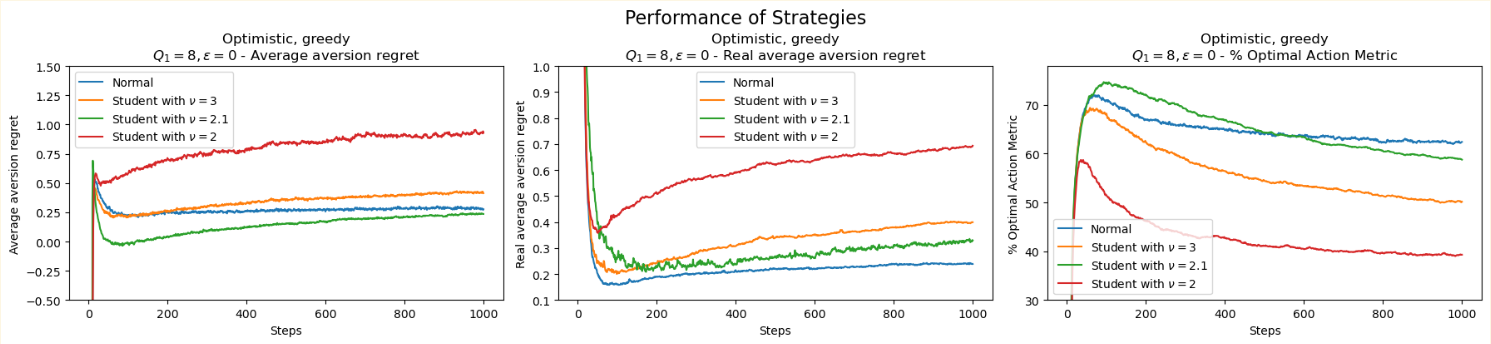 Performance of Strategies
Optimistic, greedy
Q₁ = 8, ε = 0 - Average aversion regret
Average aversion regret
1.50
1.25
1.00
0.75
0.50
0.25
0.00
−0.25
−0.50
Normal
Student with ν = 3
Student with ν = 2.1
Student with ν = 2
0 200 400 600 800 1000
Steps
Optimistic, greedy
Q₁ = 8, ε = 0 - Real average aversion regret
Real average aversion regret
1.0
0.9
0.8
0.7
0.6
0.5
0.4
0.3
0.2
0.1
Normal
Student with ν = 3
Student with ν = 2.1
Student with ν = 2
0 200 400 600 800 1000
Steps
Optimistic, greedy
Q₁ = 8, ε = 0 - % Optimal Action Metric
% Optimal Action Metric
70
60
50
40
30
Normal
Student with ν = 3
Student with ν = 2.1
Student with ν = 2
0 200 400 600 800 1000
Steps